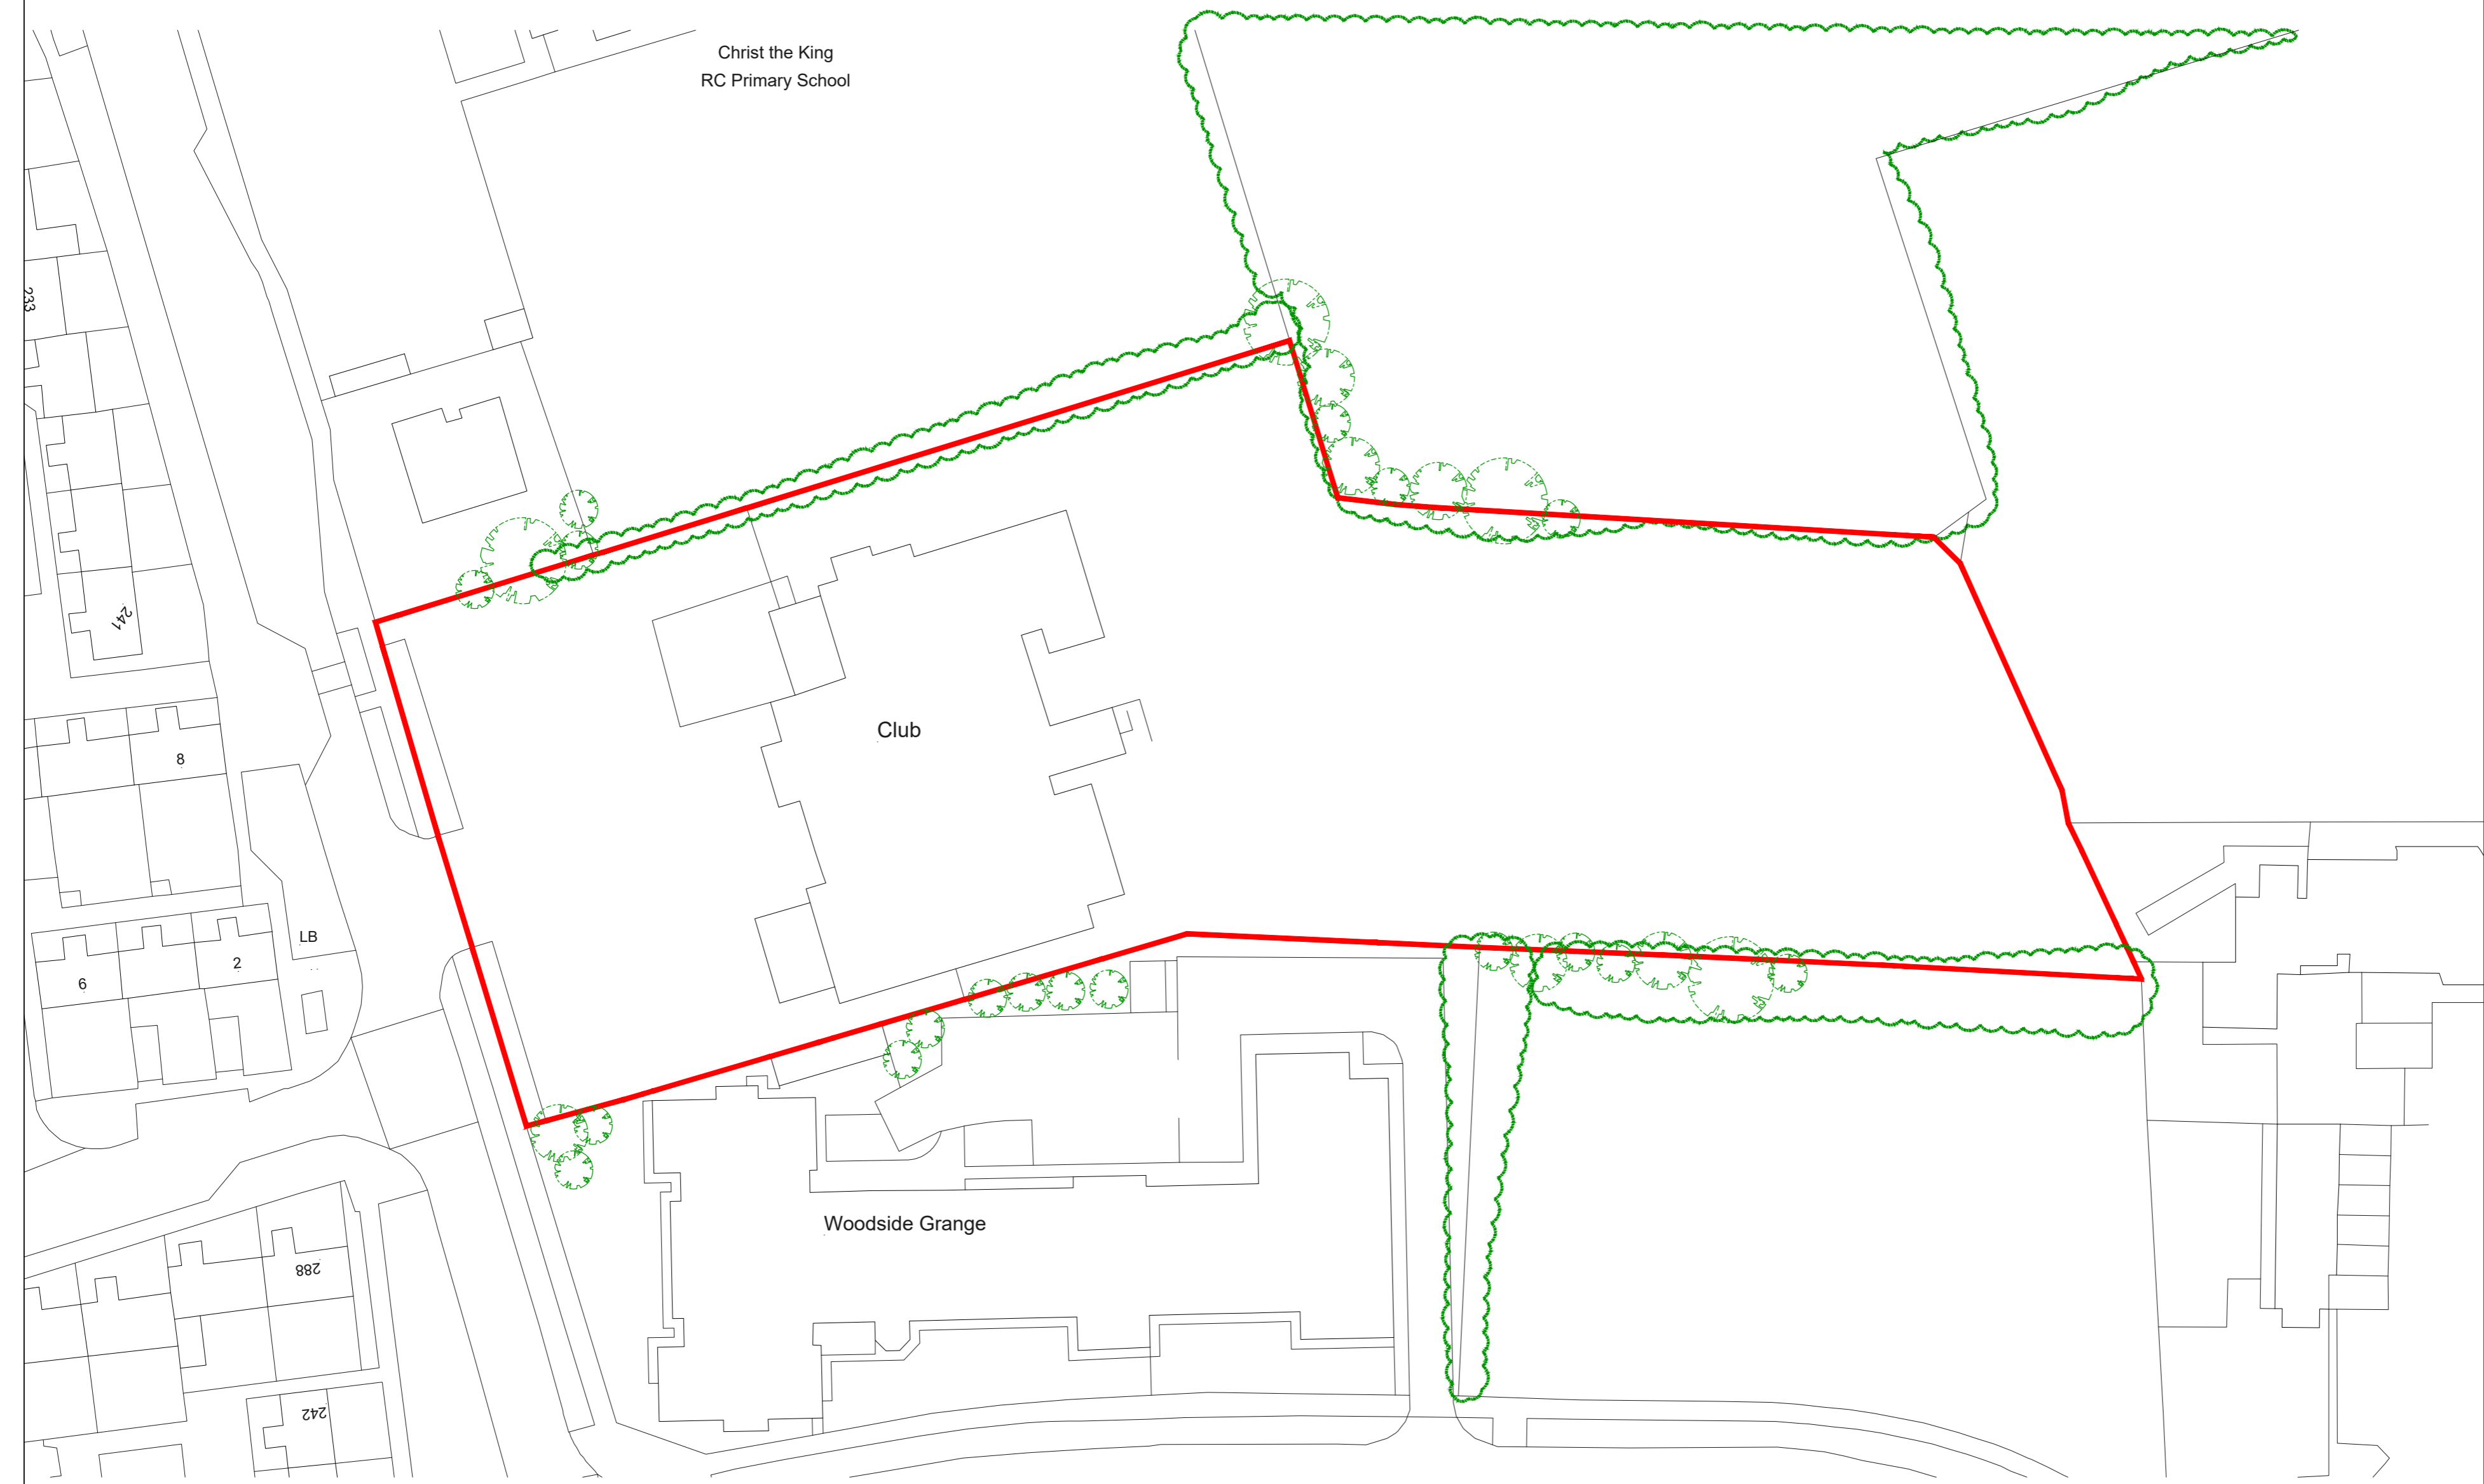 Christ the King
RC Primary School
233
241
Club
8
LB
2
6
Woodside Grange
288
242